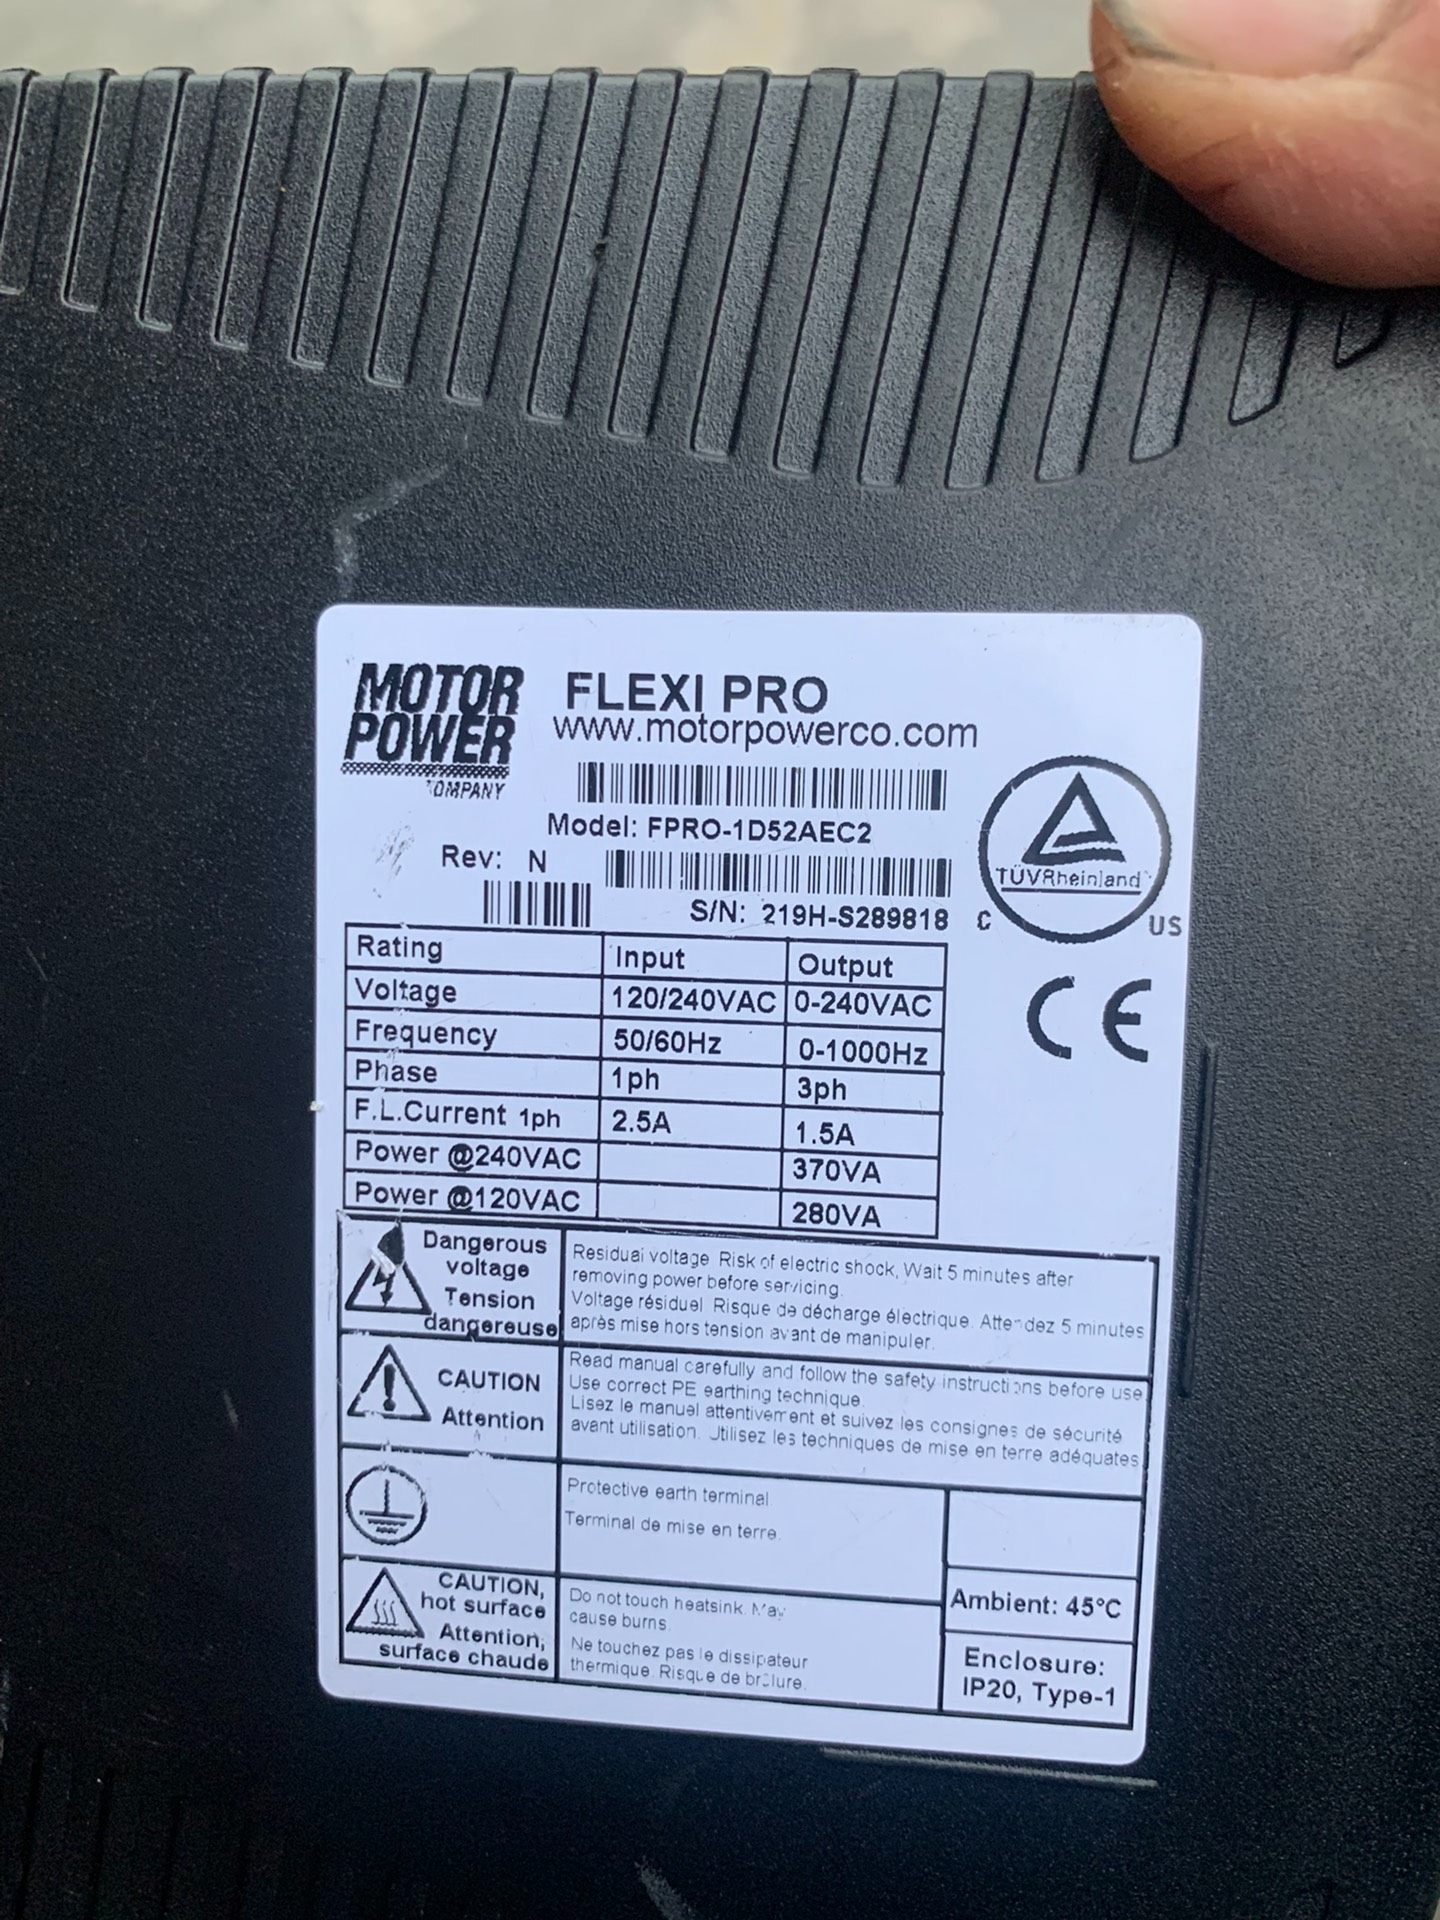 MOTOR POWER OMPANY
FLEXI PRO
www.motorpowerco.com
Model: FPRO-1D52AEC2
Rev: N
S/N: 219H-S289818
TÜVRheinland
C US
CE
Rating Input Output
Voltage 120/240VAC 0-240VAC
Frequency 50/60Hz 0-1000Hz
Phase 1ph 3ph
F.L.Current 1ph 2.5A 1.5A
Power @240VAC 370VA
Power @120VAC 280VA
Dangerous
voltage
Tension
dangereuse
Residual voltage Risk of electric shock, Wait 5 minutes after
removing power before servicing.
Voltage résiduel Risque de décharge électrique. Attendez 5 minutes
après mise hors tension avant de manipuler.
CAUTION
Attention
Read manual carefully and follow the safety instructions before use
Use correct PE earthing technique.
Lisez le manuel attentivement et suivez les consignes de sécurité
avant utilisation. Utilisez les techniques de mise en terre adéquates
Protective earth terminal
Terminal de mise en terre.
CAUTION,
hot surface
Attention,
surface chaude
Do not touch heatsink. May
cause burns.
Ne touchez pas le dissipateur
thermique. Risque de brûlure.
Ambient: 45°C
Enclosure:
IP20, Type-1